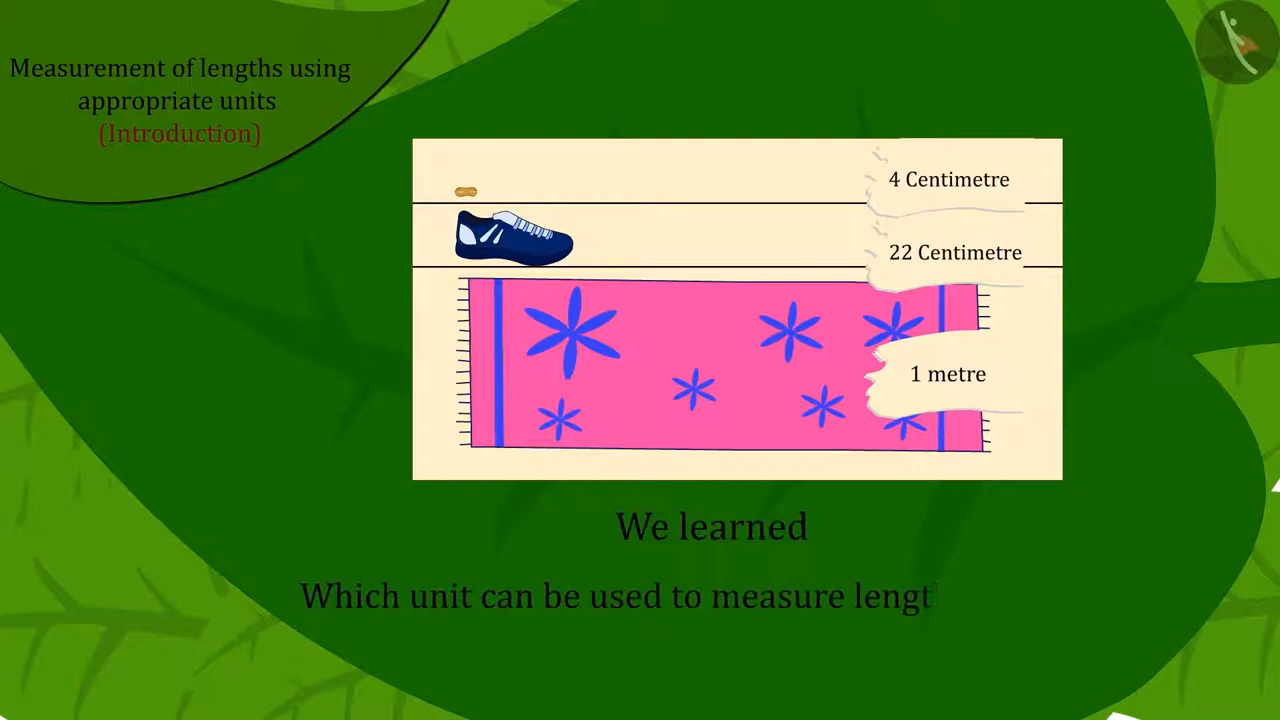 Measurement of lengths using
appropriate units
(Introduction)
4 Centimetre
22 Centimetre
1 metre
We learned
Which unit can be used to measure lengt